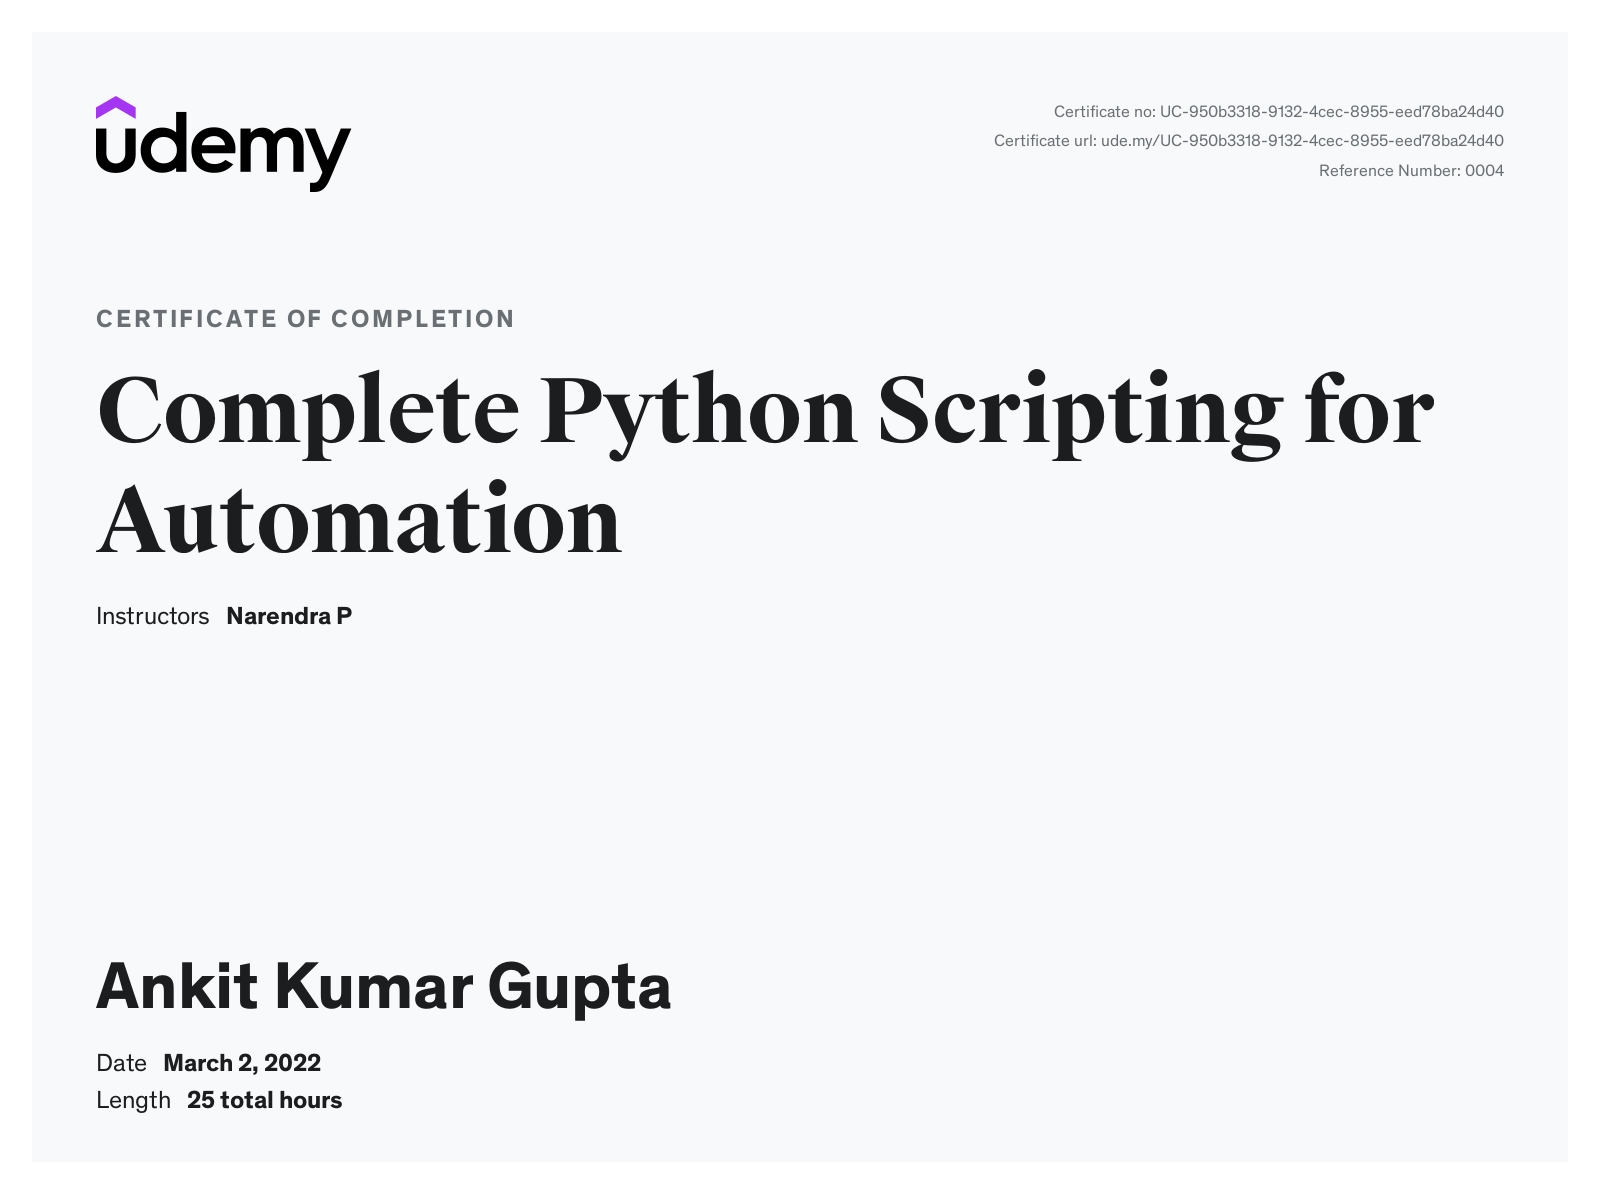 udemy
Certificate no: UC-950b3318-9132-4cec-8955-eed78ba24d40
Certificate url: ude.my/UC-950b3318-9132-4cec-8955-eed78ba24d40
Reference Number: 0004
CERTIFICATE OF COMPLETION
Complete Python Scripting for
Automation
Instructors Narendra P
Ankit Kumar Gupta
Date March 2, 2022
Length 25 total hours